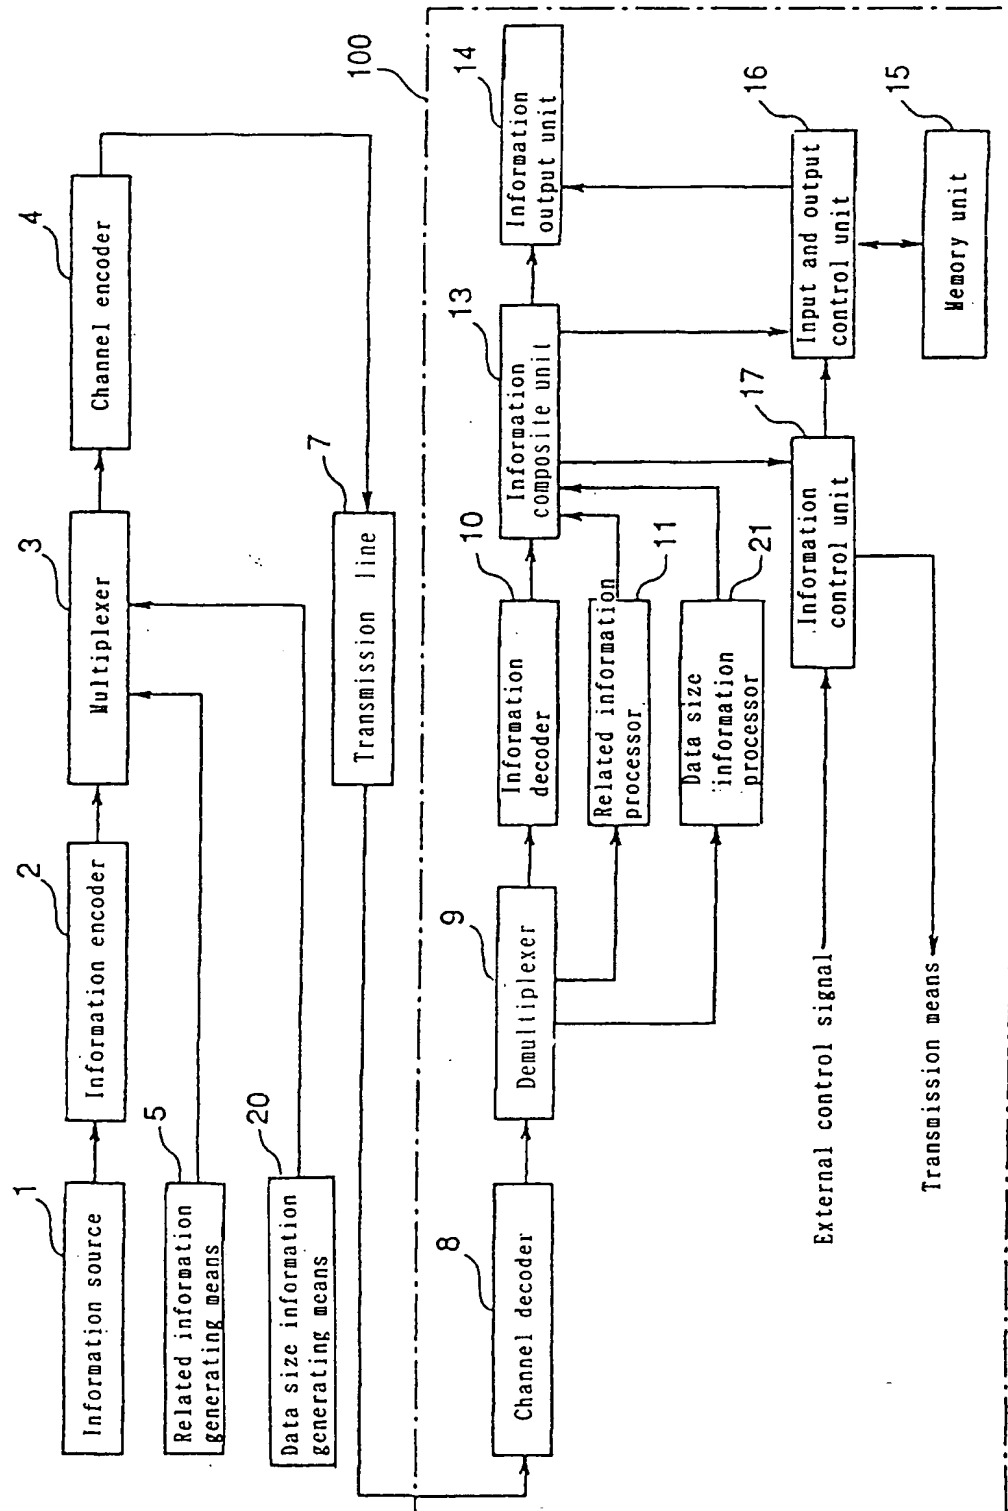 1
Information source
2
Information encoder
3
Multiplexer
4
Channel encoder
5
Related information
generating means
20
Data size information
generating means
7
Transmission line
100
8
Channel decoder
9
Demultiplexer
10
Information
decoder
11
Related information
processor
21
Data size
information
processor
13
Information
composite unit
14
Information
output unit
17
Information
control unit
16
Input and output
control unit
15
Memory unit
External control signal
Transmission means